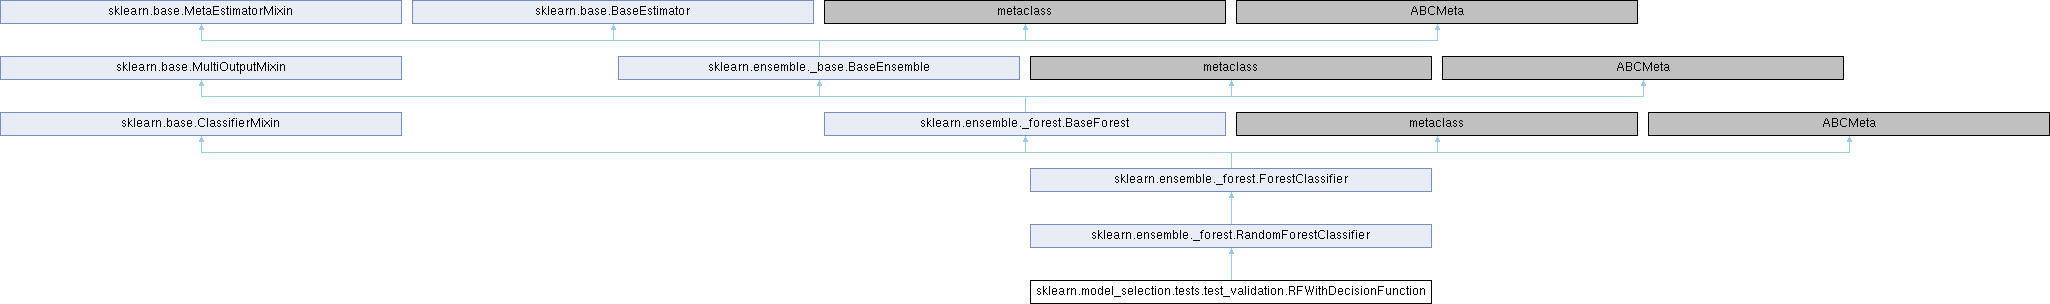 sklearn.base.MetaEstimatorMixin
sklearn.base.BaseEstimator
metaclass
ABCMeta
sklearn.base.MultiOutputMixin
sklearn.ensemble._base.BaseEnsemble
metaclass
ABCMeta
sklearn.base.ClassifierMixin
sklearn.ensemble._forest.BaseForest
metaclass
ABCMeta
sklearn.ensemble._forest.ForestClassifier
sklearn.ensemble._forest.RandomForestClassifier
sklearn.model_selection.tests.test_validation.RFWithDecisionFunction